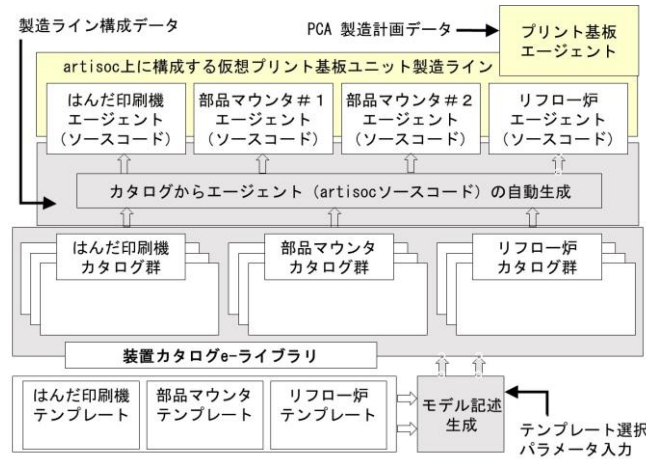 製造ライン構成データ
PCA 製造計画データ
プリント基板
エージェント
artisoc上に構成する仮想プリント基板ユニット製造ライン
はんだ印刷機
エージェント
(ソースコード)
部品マウンタ＃1
エージェント
(ソースコード)
部品マウンタ＃2
エージェント
(ソースコード)
リフロー炉
エージェント
(ソースコード)
カタログからエージェント（artisocソースコード）の自動生成
はんだ印刷機
カタログ群
部品マウンタ
カタログ群
リフロー炉
カタログ群
装置カタログe-ライブラリ
はんだ印刷機
テンプレート
部品マウンタ
テンプレート
リフロー炉
テンプレート
モデル記述
生成
テンプレート選択
パラメータ入力